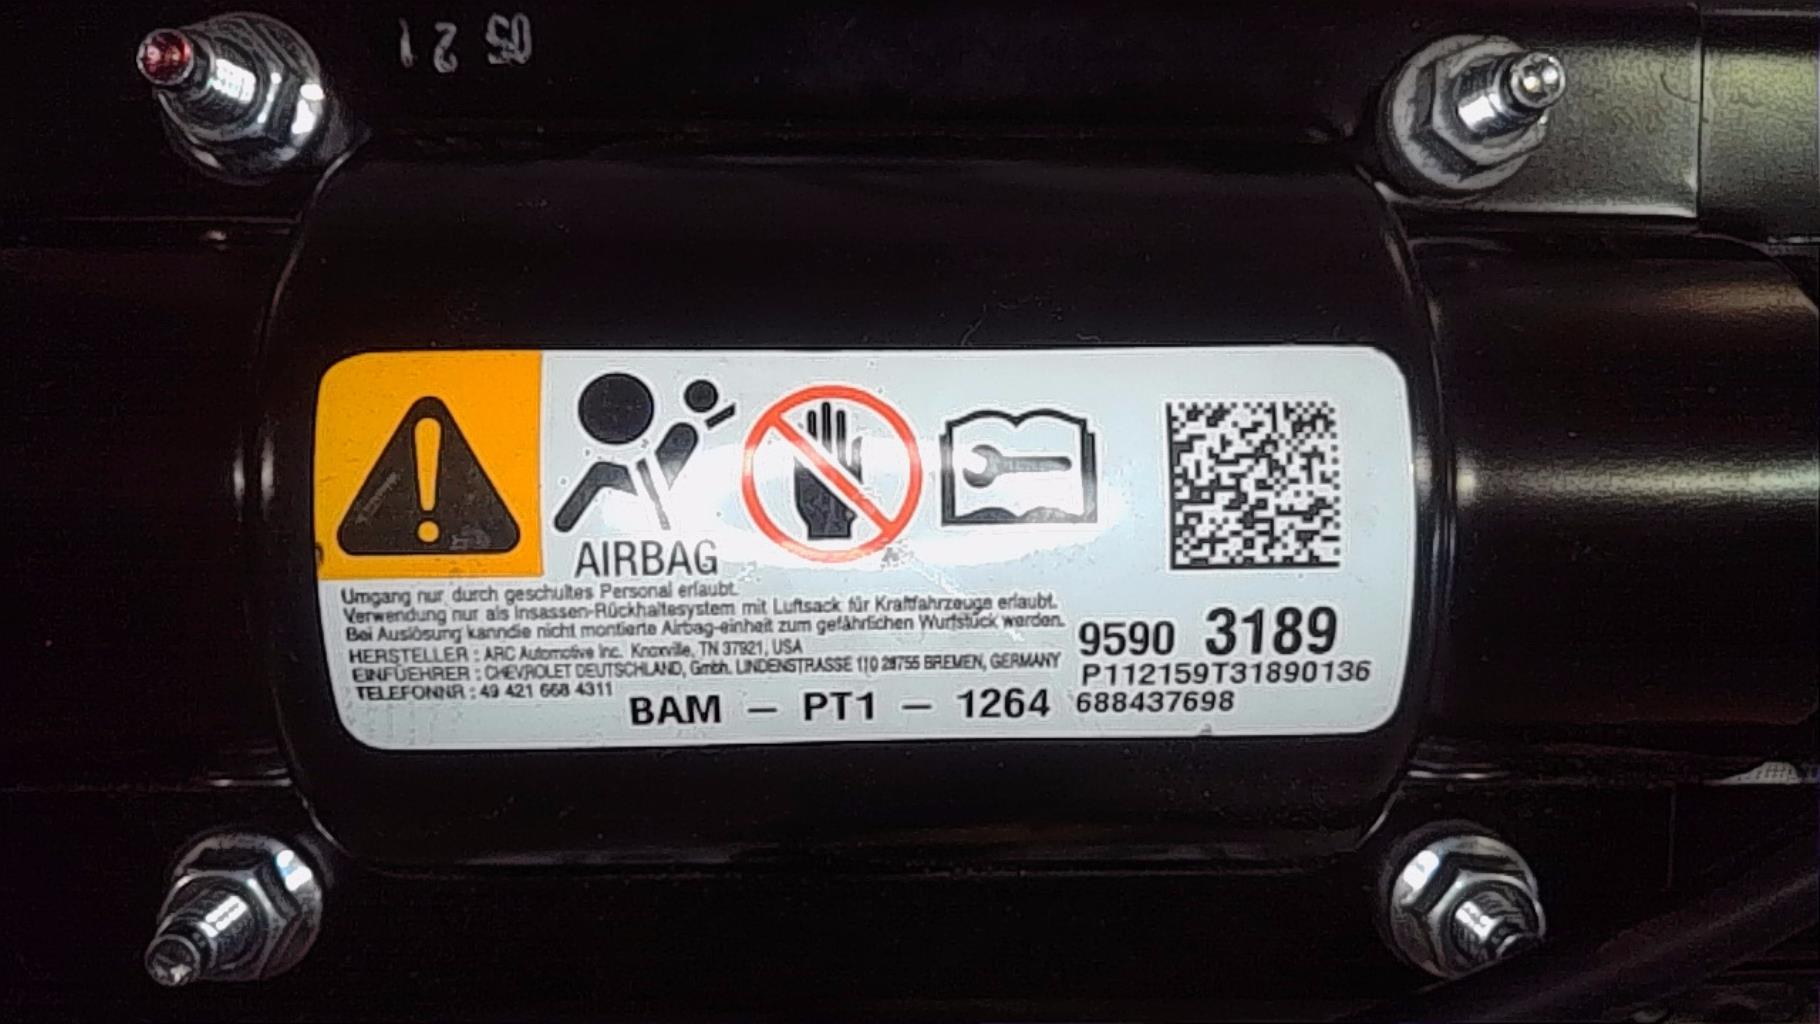 05 21
AIRBAG
Umgang nur durch geschultes Personal erlaubt.
Verwendung nur als Insassen-Rückhaltesystem mit Luftsack für Kraftfahrzeuge erlaubt.
Bei Auslösung kanndie nicht montierte Airbag-einheit zum gefährlichen Wurfstück werden.
HERSTELLER : ARC Automotive Inc. Knoxville, TN 37921, USA
EINFUEHRER : CHEVROLET DEUTSCHLAND, Gmbh. LINDENSTRASSE 110 28755 BREMEN, GERMANY
TELEFONNR : 49 421 668 4311
BAM – PT1 – 1264
9590 3189
P112159T31890136
688437698